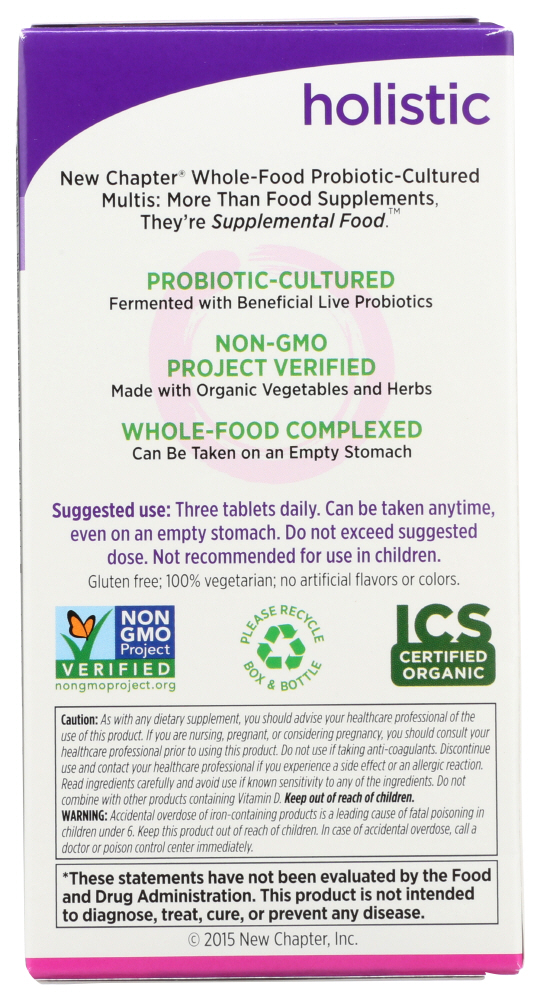 holistic
New Chapter® Whole-Food Probiotic-Cultured
Multis: More Than Food Supplements,
They're Supplemental Food.™
PROBIOTIC-CULTURED
Fermented with Beneficial Live Probiotics
NON-GMO
PROJECT VERIFIED
Made with Organic Vegetables and Herbs
WHOLE-FOOD COMPLEXED
Can Be Taken on an Empty Stomach
Suggested use: Three tablets daily. Can be taken anytime,
even on an empty stomach. Do not exceed suggested
dose. Not recommended for use in children.
Gluten free; 100% vegetarian; no artificial flavors or colors.
NON
GMO
Project
VERIFIED
nongmoproject.org
PLEASE RECYCLE
BOX & BOTTLE
ICS
CERTIFIED
ORGANIC
Caution: As with any dietary supplement, you should advise your healthcare professional of the
use of this product. If you are nursing, pregnant, or considering pregnancy, you should consult your
healthcare professional prior to using this product. Do not use if taking anti-coagulants. Discontinue
use and contact your healthcare professional if you experience a side effect or an allergic reaction.
Read ingredients carefully and avoid use if known sensitivity to any of the ingredients. Do not
combine with other products containing Vitamin D. Keep out of reach of children.
WARNING: Accidental overdose of iron-containing products is a leading cause of fatal poisoning in
children under 6. Keep this product out of reach of children. In case of accidental overdose, call a
doctor or poison control center immediately.
*These statements have not been evaluated by the Food
and Drug Administration. This product is not intended
to diagnose, treat, cure, or prevent any disease.
© 2015 New Chapter, Inc.